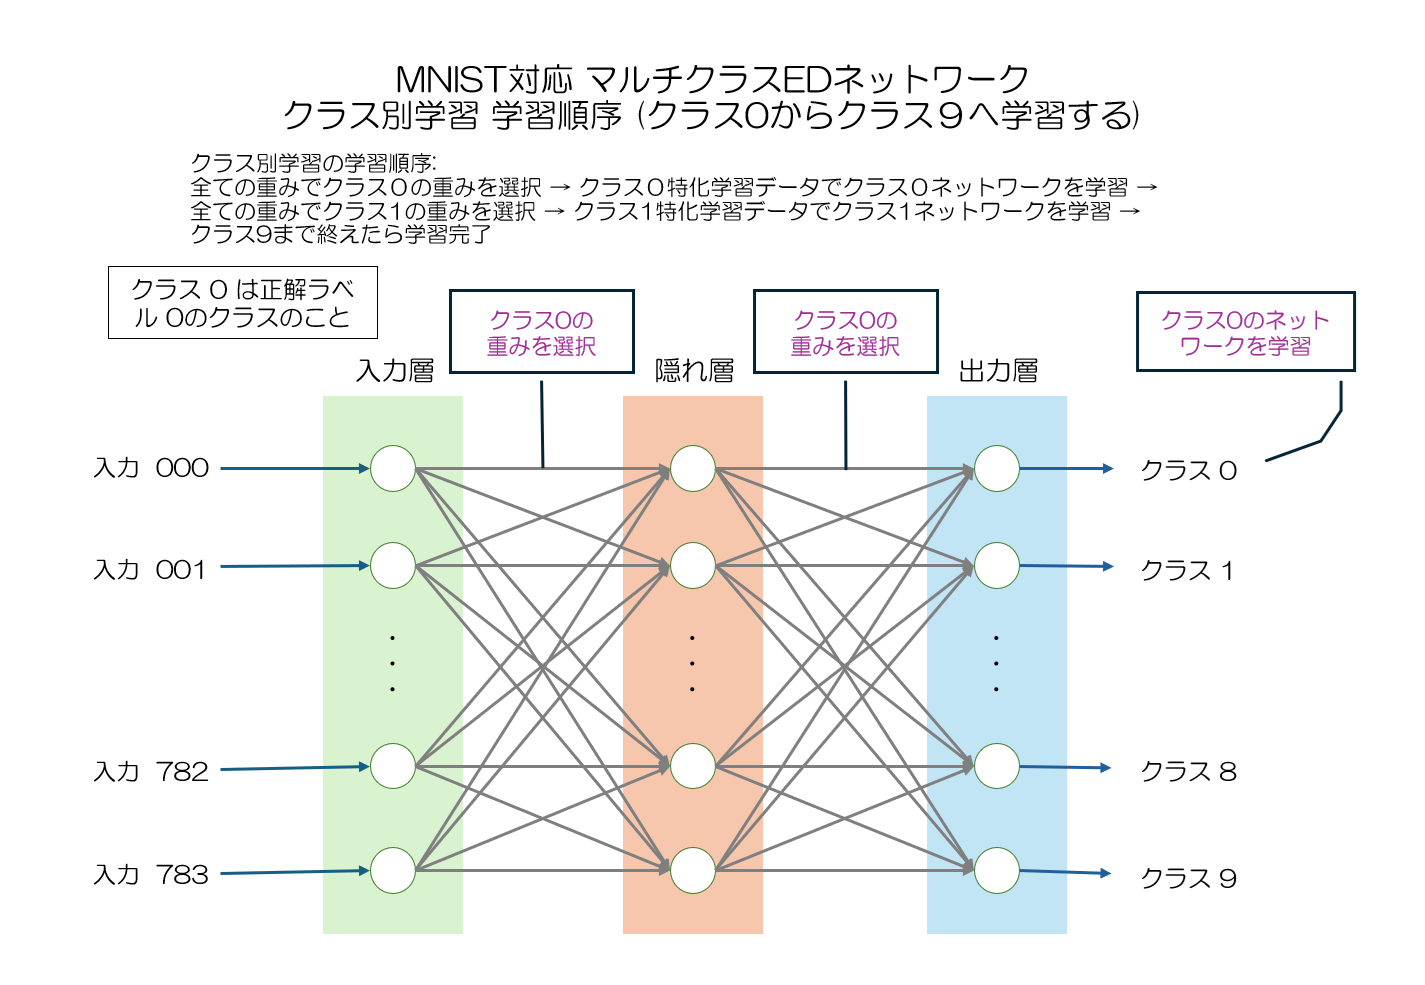 MNIST対応 マルチクラスEDネットワーク
クラス別学習 学習順序 (クラス0からクラス９へ学習する)
クラス別学習の学習順序:
全ての重みでクラス０の重みを選択 → クラス０特化学習データでクラス０ネットワークを学習 →
全ての重みでクラス1の重みを選択 → クラス1特化学習データでクラス1ネットワークを学習 →
クラス9まで終えたら学習完了
クラス 0 は正解ラベ
ル 0のクラスのこと
クラス0の
重みを選択
クラス0の
重みを選択
クラス0のネット
ワークを学習
入力層
隠れ層
出力層
入力 000
クラス 0
入力 001
クラス 1
入力 782
クラス 8
入力 783
クラス 9